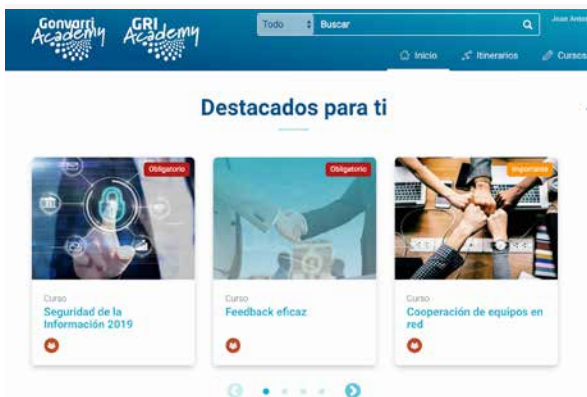 Gonvarri
Academy
GRI
Academy
Todo
Buscar
Inicio
Itinerarios
Cursos
Destacados para ti
Obligatorio
Obligatorio
Importante
Curso
Seguridad de la
Información 2019
Curso
Feedback eficaz
Curso
Cooperación de equipos en
red